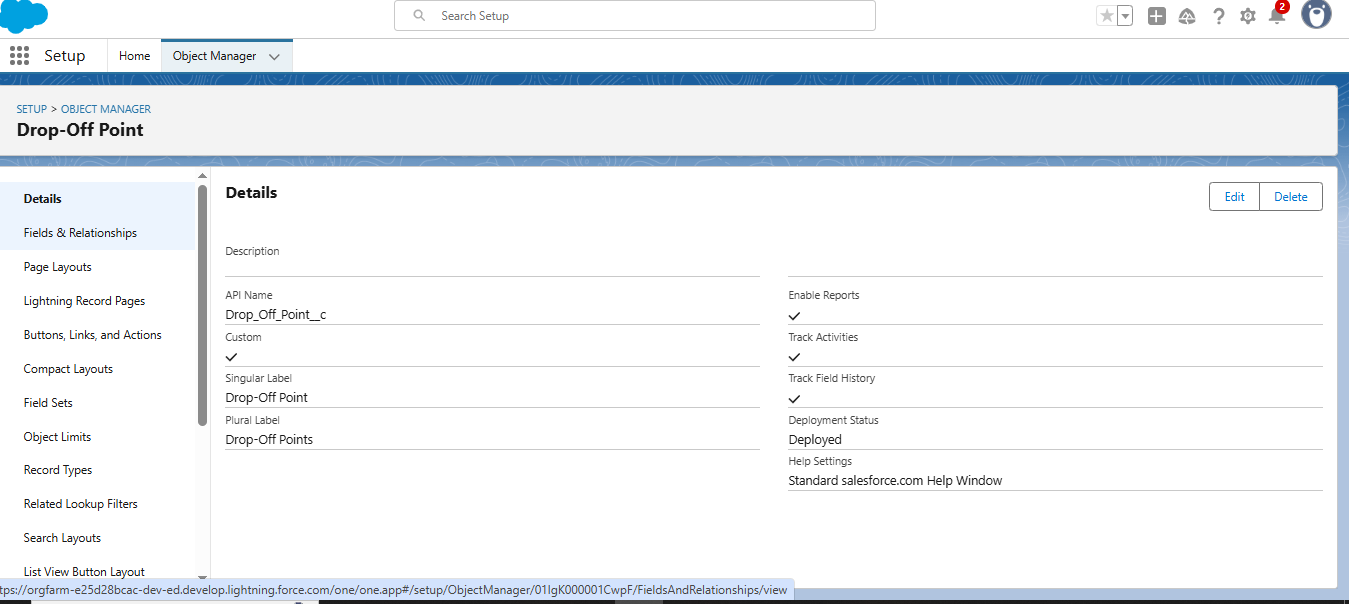 Search Setup
2
Setup
Home
Object Manager
SETUP > OBJECT MANAGER
Drop-Off Point
Details
Fields & Relationships
Page Layouts
Lightning Record Pages
Buttons, Links, and Actions
Compact Layouts
Field Sets
Object Limits
Record Types
Related Lookup Filters
Search Layouts
List View Button Layout
Details
Edit
Delete
Description
API Name
Drop_Off_Point__c
Custom
Singular Label
Drop-Off Point
Plural Label
Drop-Off Points
Enable Reports
Track Activities
Track Field History
Deployment Status
Deployed
Help Settings
Standard salesforce.com Help Window
tps://orgfarm-e25d28bcac-dev-ed.develop.lightning.force.com/one/one.app#/setup/ObjectManager/01IgK000001CwpF/FieldsAndRelationships/view